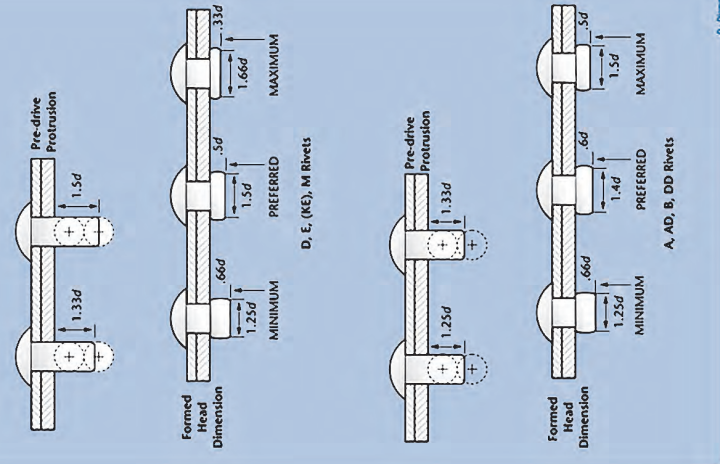 Pre-drive
Protrusion
1.33d
1.5d
Formed
Head
Dimension
.66d
.5d
.33d
1.25d
1.5d
1.66d
MINIMUM
PREFERRED
MAXIMUM
D, E, (KE), M Rivets
Pre-drive
Protrusion
1.25d
1.33d
Formed
Head
Dimension
.66d
.6d
.5d
1.25d
1.4d
1.5d
MINIMUM
PREFERRED
MAXIMUM
A, AD, B, DD Rivets